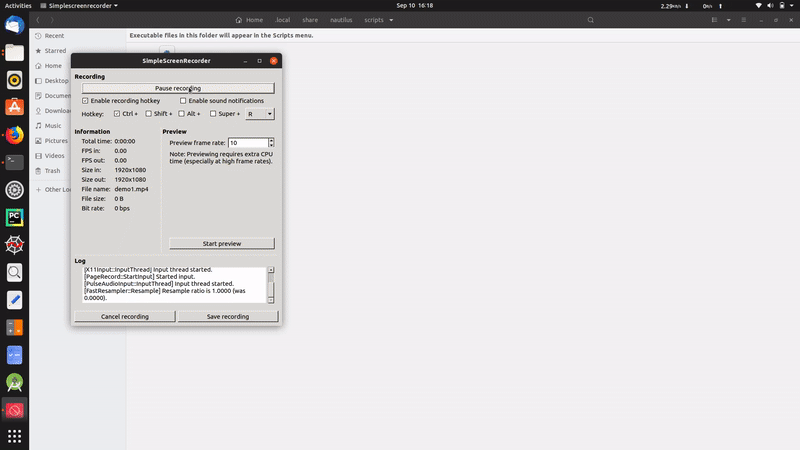 Activities Simplescreenrecorder Sep 10 16:18 2.29m 0n
Home .local share nautilus scripts
Executable files in this folder will appear in the Scripts menu.
Recent
Starred
Home
Desktop
Documen
Downloa
Music
Pictures
Videos
Trash
Other Lo
SimpleScreenRecorder
Recording
Pause recording
Enable recording hotkey Enable sound notifications
Hotkey: Ctrl + Shift + Alt + Super + R
Information
Total time: 0:00:00
FPS in: 0.00
FPS out: 0.00
Size in: 1920x1080
Size out: 1920x1080
File name: demo1.mp4
File size: 0 B
Bit rate: 0 bps
Preview
Preview frame rate: 10
Note: Previewing requires extra CPU
time (especially at high frame rates).
Start preview
Log
[X11Input::InputThread] Input thread started.
[PageRecord::StartInput] Started input.
[PulseAudioInput::InputThread] Input thread started.
[FastResampler::Resample] Resample ratio is 1.0000 (was
0.0000).
Cancel recording Save recording